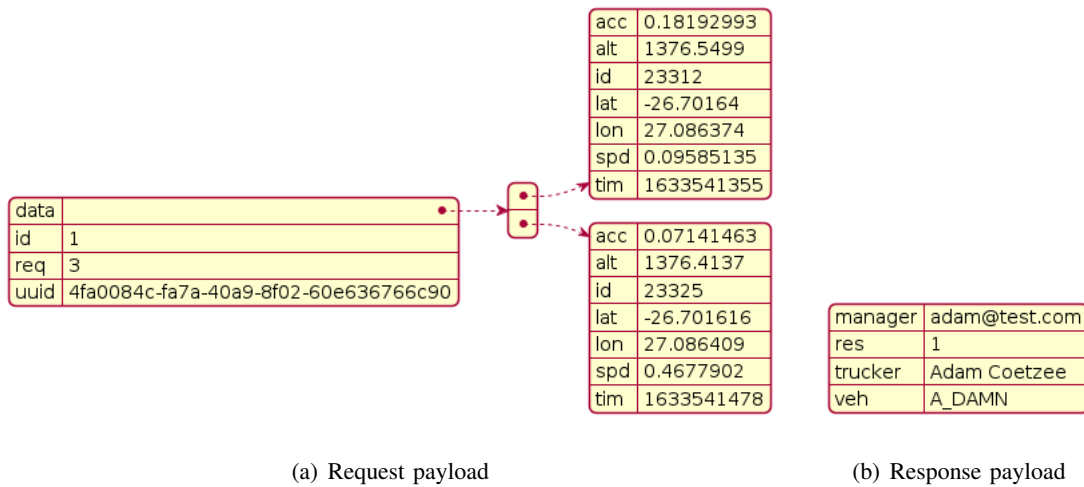 acc 0.18192993
alt 1376.5499
id 23312
lat -26.70164
lon 27.086374
spd 0.09585135
tim 1633541355
data
id 1
req 3
uuid 4fa0084c-fa7a-40a9-8f02-60e636766c90
acc 0.07141463
alt 1376.4137
id 23325
lat -26.701616
lon 27.086409
spd 0.4677902
tim 1633541478
manager adam@test.com
res 1
trucker Adam Coetzee
veh A_DAMN
(a) Request payload
(b) Response payload